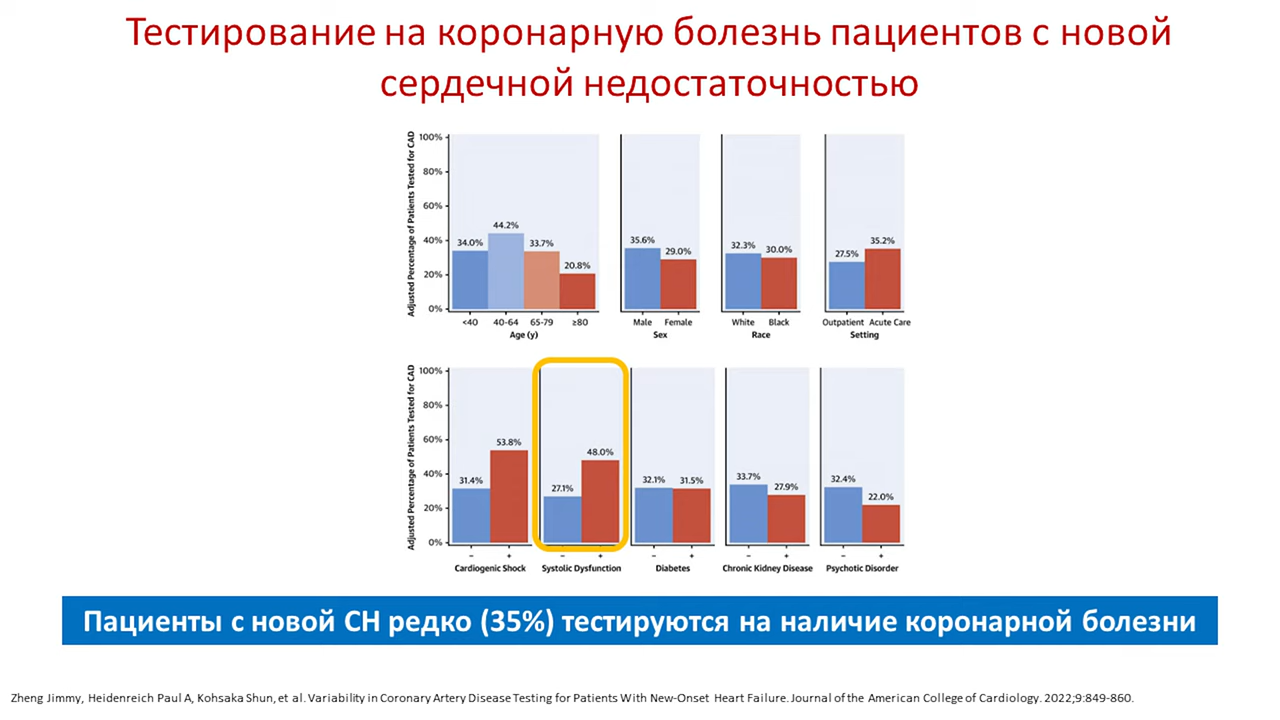 Тестирование на коронарную болезнь пациентов с новой
сердечной недостаточностью
Adjusted Percentage of Patients Tested for CAD
100%
80%
60%
40%
20%
0%
34.0%
44.2%
33.7%
20.8%
<40
40-64
65-79
≥80
Age (y)
35.6%
29.0%
Male
Female
Sex
32.3%
30.0%
White
Black
Race
27.5%
35.2%
Outpatient
Acute Care
Setting
Adjusted Percentage of Patients Tested for CAD
100%
80%
60%
40%
20%
0%
31.4%
53.8%
–
+
Cardiogenic Shock
27.1%
48.0%
–
+
Systolic Dysfunction
32.1%
31.5%
–
+
Diabetes
33.7%
27.9%
–
+
Chronic Kidney Disease
32.4%
22.0%
–
+
Psychotic Disorder
Пациенты с новой СН редко (35%) тестируются на наличие коронарной болезни
Zheng Jimmy, Heidenreich Paul A, Kohsaka Shun, et al. Variability in Coronary Artery Disease Testing for Patients With New-Onset Heart Failure. Journal of the American College of Cardiology. 2022;9:849-860.